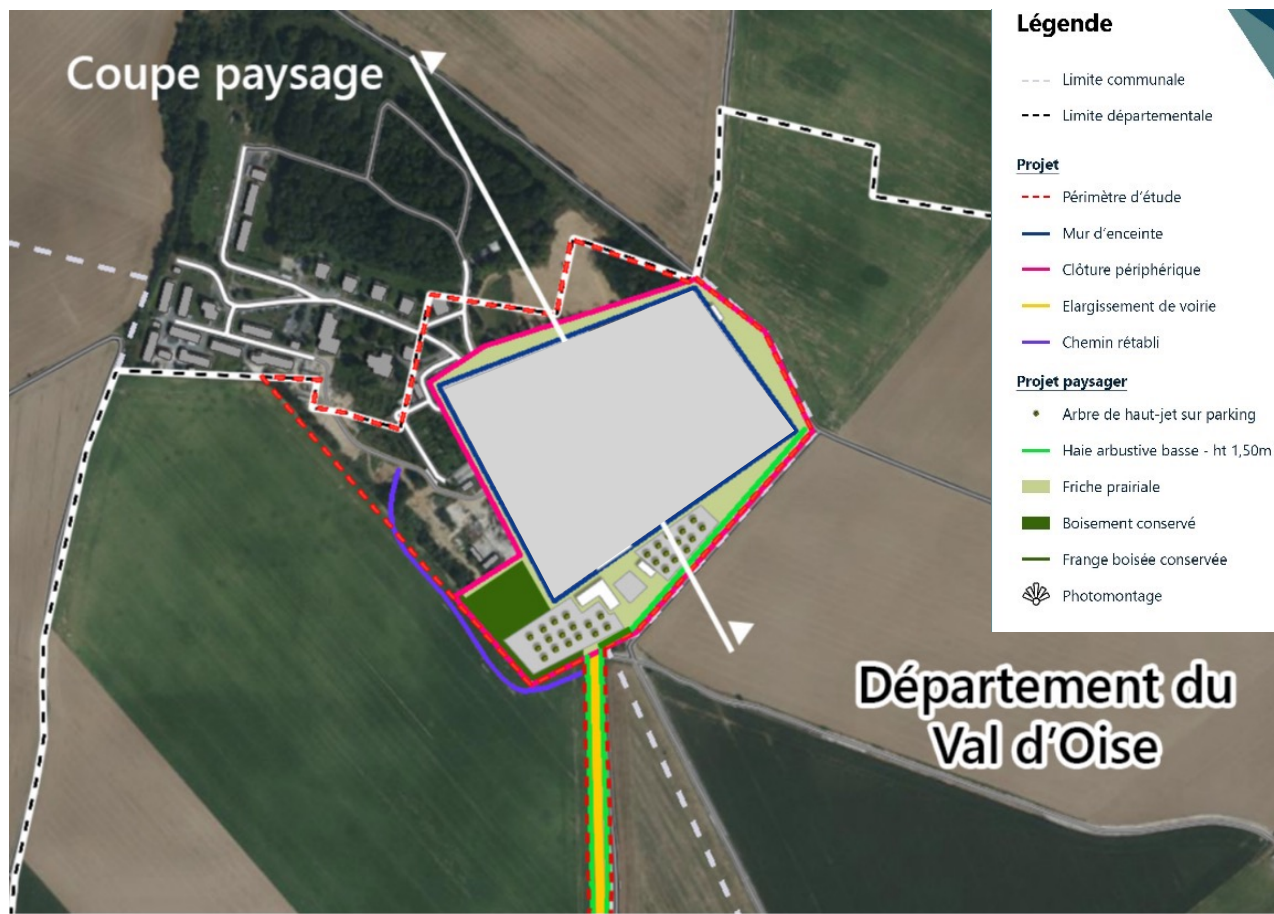 Coupe paysage
Département du
Val d'Oise
Légende
Limite communale
Limite départementale
Projet
Périmètre d'étude
Mur d'enceinte
Clôture périphérique
Elargissement de voirie
Chemin rétabli
Projet paysager
Arbre de haut-jet sur parking
Haie arbustive basse - ht 1,50m
Friche prairiale
Boisement conservé
Frange boisée conservée
Photomontage